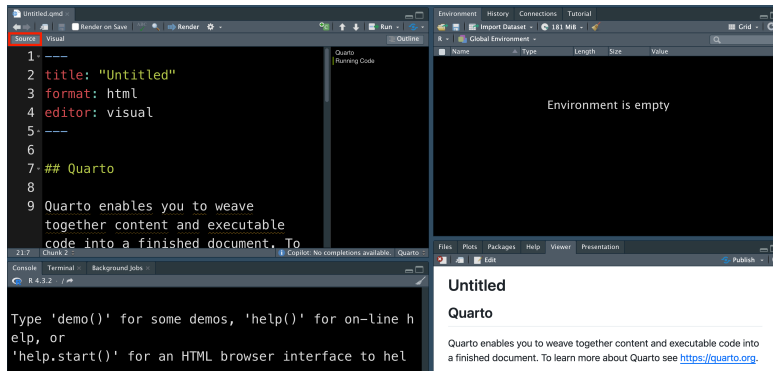 Untitled.qmd
Render on Save
Render
Run
Source
Visual
Outline
1 ---
2 title: "Untitled"
3 format: html
4 editor: visual
5 ---
6
7 ## Quarto
8
9 Quarto enables you to weave
together content and executable
code into a finished document. To
Quarto
Running Code
21:7
Chunk 2
Copilot: No completions available.
Quarto
Console
Terminal
Background Jobs
R 4.3.2 · /
Type 'demo()' for some demos, 'help()' for on-line h
elp, or
'help.start()' for an HTML browser interface to hel
Environment
History
Connections
Tutorial
Import Dataset
181 MiB
Grid
R
Global Environment
Name
Type
Length
Size
Value
Environment is empty
Files
Plots
Packages
Help
Viewer
Presentation
Edit
Publish
Untitled
Quarto
Quarto enables you to weave together content and executable code into
a finished document. To learn more about Quarto see https://quarto.org.